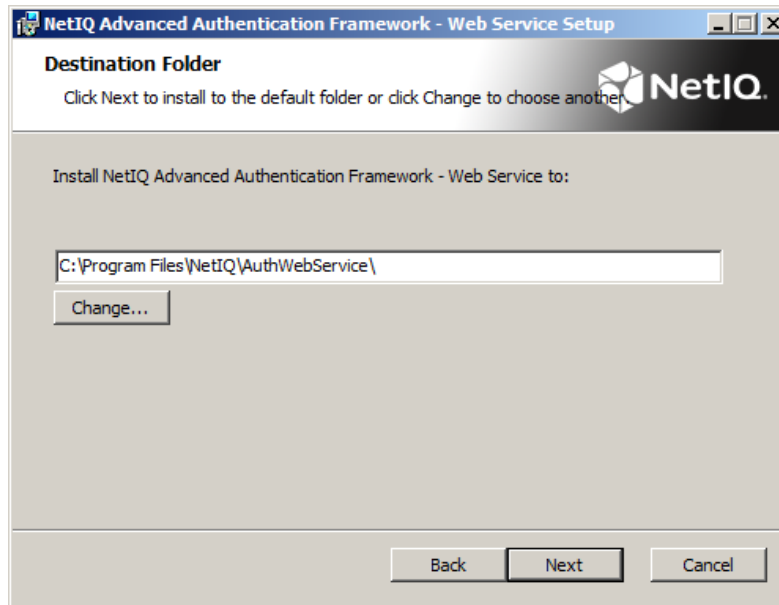 NetIQ Advanced Authentication Framework - Web Service Setup
Destination Folder
Click Next to install to the default folder or click Change to choose another.
NetIQ.
Install NetIQ Advanced Authentication Framework - Web Service to:
C:\Program Files\NetIQ\AuthWebService\
Change...
Back Next Cancel